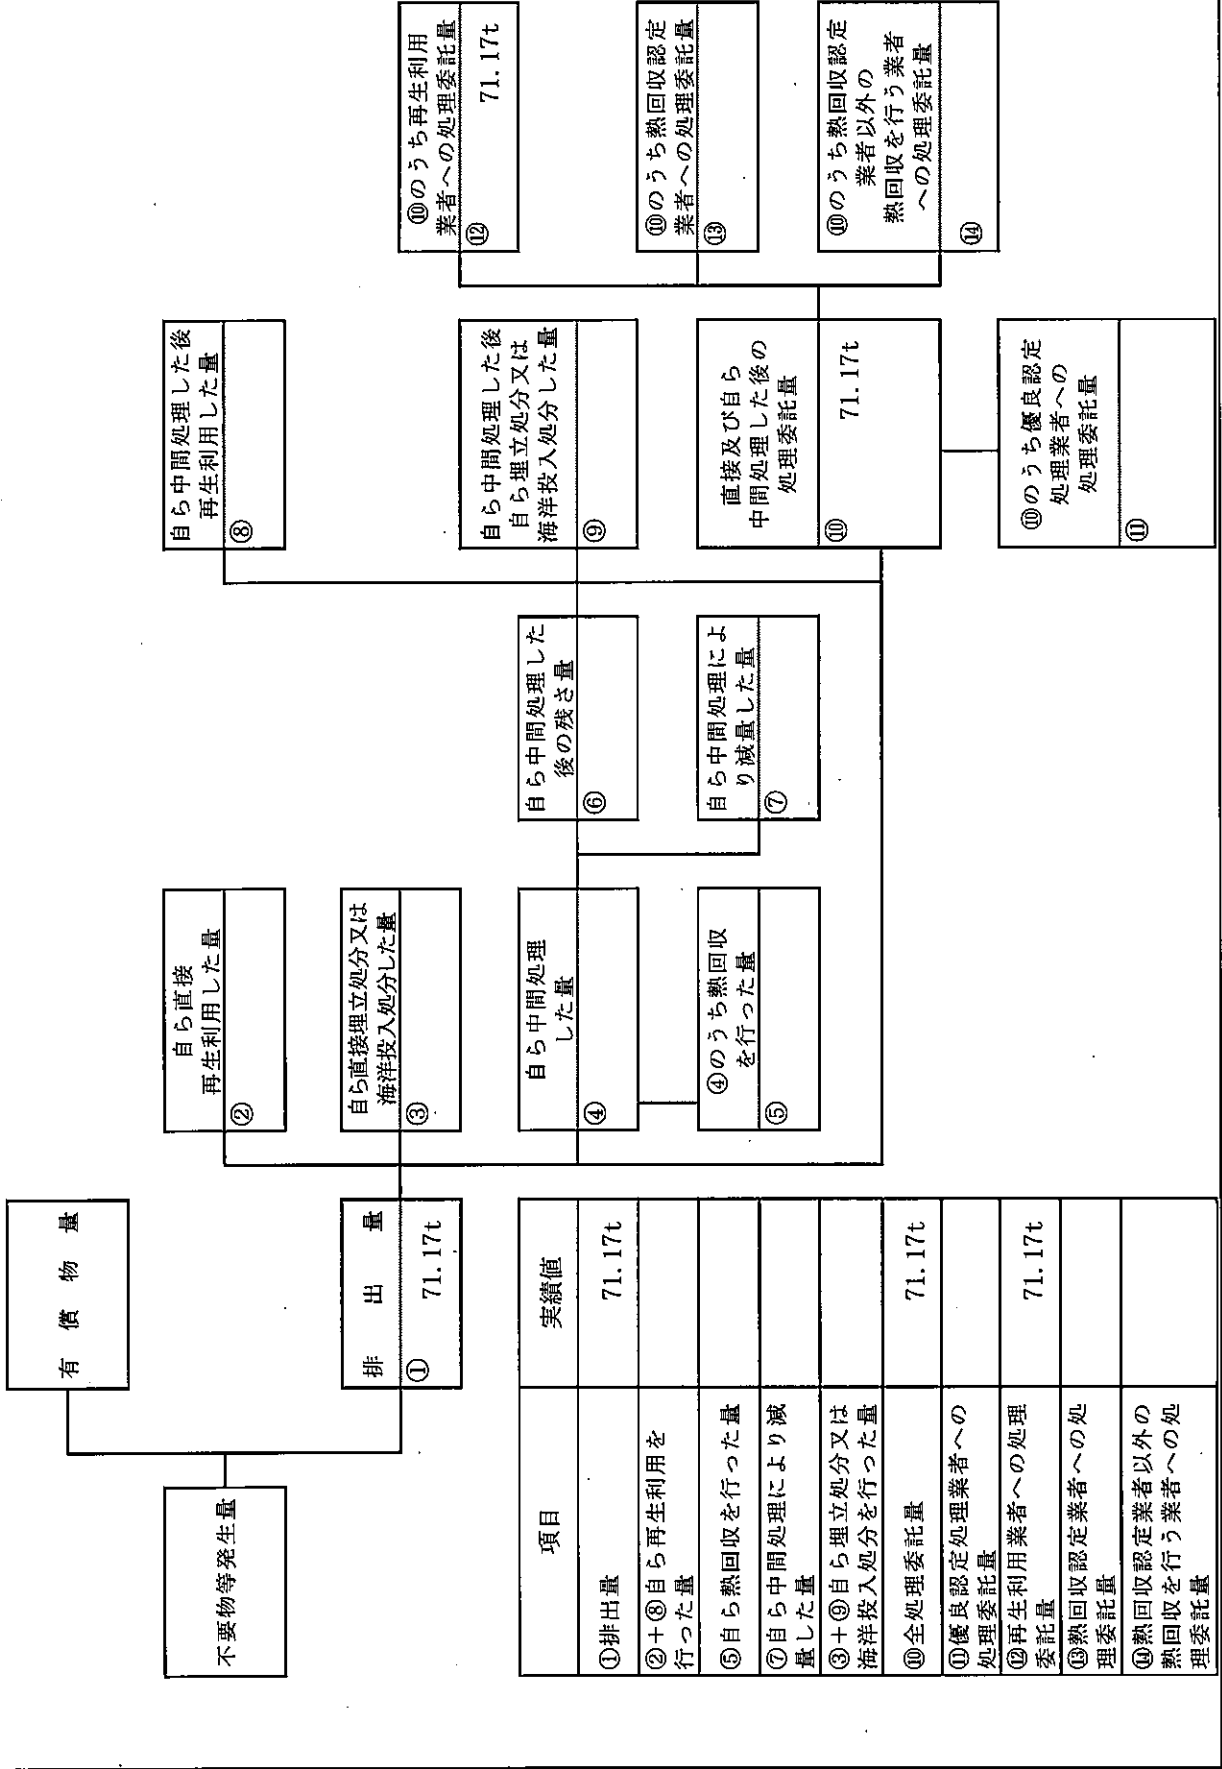 不要物等発生量
有償物量
排出量
①
71.17t
自ら直接
再生利用した量
②
自ら直接埋立処分又は
海洋投入処分した量
③
自ら中間処理
した量
④
④のうち熱回収
を行った量
⑤
自ら中間処理した
後の残さ量
⑥
自ら中間処理によ
り減量した量
⑦
自ら中間処理した後
再生利用した量
⑧
自ら中間処理した後
自ら埋立処分又は
海洋投入処分した量
⑨
直接及び自ら
中間処理した後の
処理委託量
⑩
71.17t
⑩のうち優良認定
処理業者への
処理委託量
⑪
⑩のうち再生利用
業者への処理委託量
⑫
71.17t
⑩のうち熱回収認定
業者への処理委託量
⑬
⑩のうち熱回収認定
業者以外の
熱回収を行う業者
への処理委託量
⑭
項目
実績値
①排出量
71.17t
②+⑧自ら再生利用を
行った量
⑤自ら熱回収を行った量
⑦自ら中間処理により減
量した量
③+⑨自ら埋立処分又は
海洋投入処分を行った量
⑩全処理委託量
71.17t
⑪優良認定処理業者への
処理委託量
⑫再生利用業者への処理
委託量
71.17t
⑬熱回収認定業者への処
理委託量
⑭熱回収認定業者以外の
熱回収を行う業者への処
理委託量